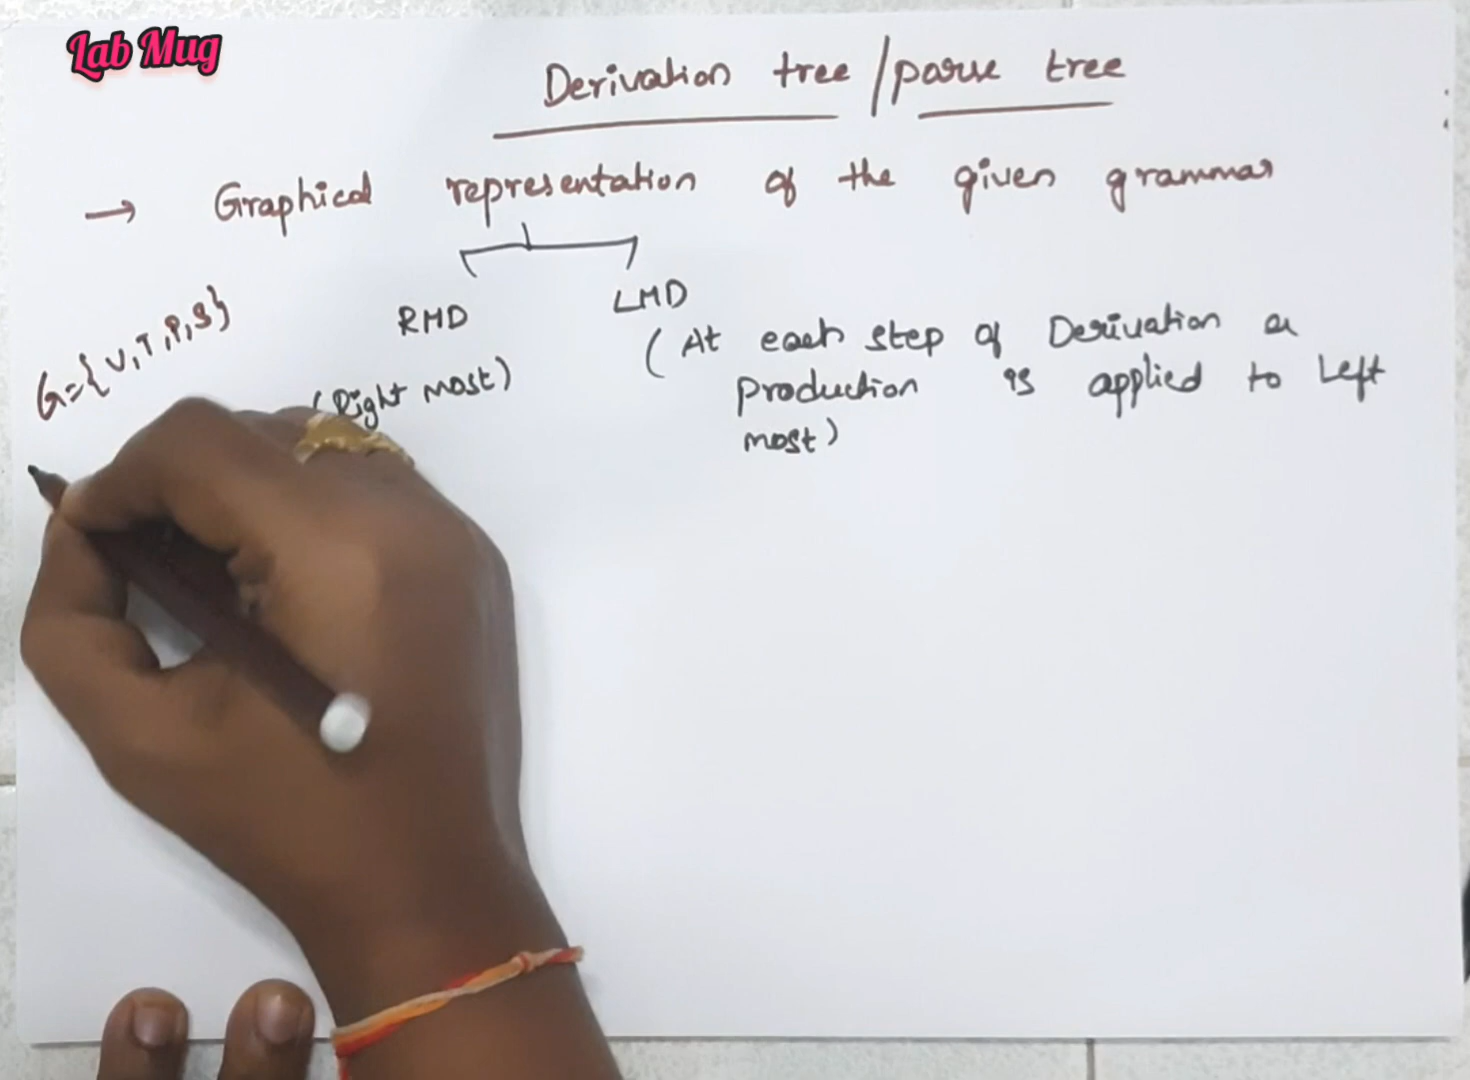 Lab Mug
Derivation tree / parse tree
→ Graphical representation of the given grammar
RMD
LMD
G={V,T,P,S}
(Right most)
(At each step of Derivation a
production is applied to Left
most)